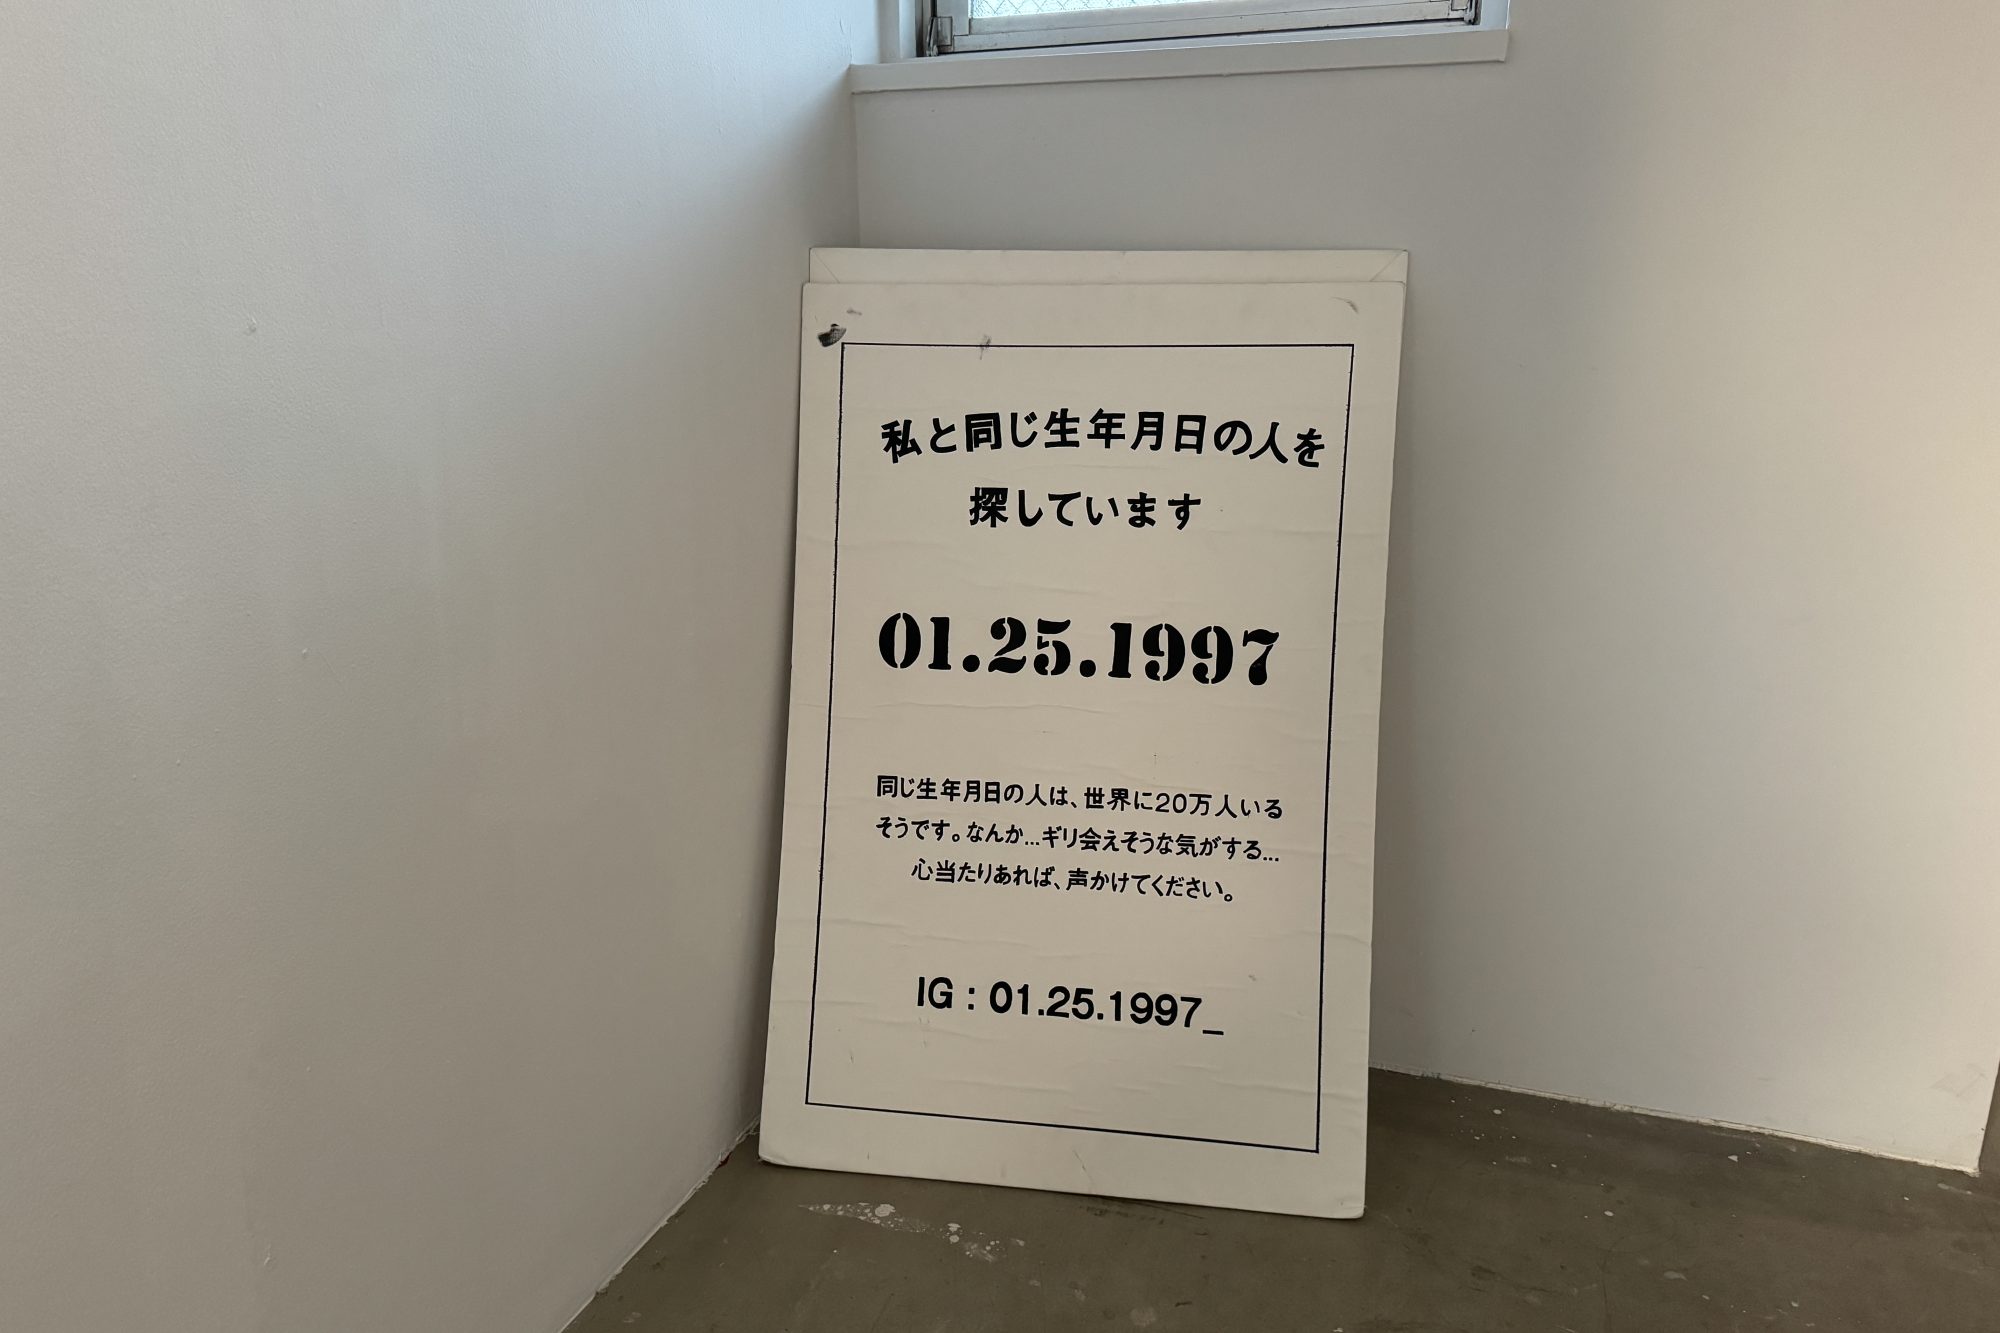 私と同じ生年月日の人を
探しています
01.25.1997
同じ生年月日の人は、世界に20万人いる
そうです。なんか...ギリ会えそうな気がする...
心当たりあれば、声かけてください。
IG : 01.25.1997_